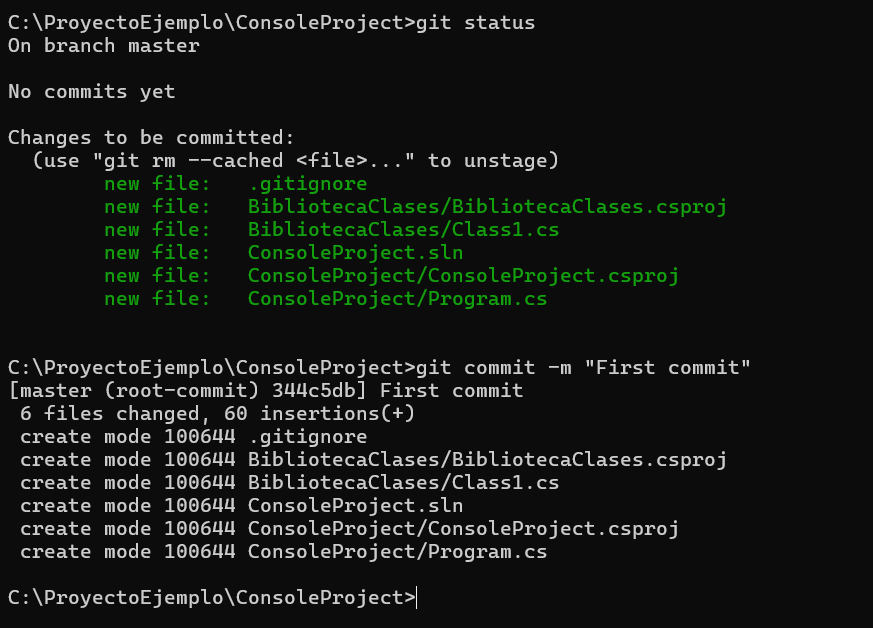 C:\ProyectoEjemplo\ConsoleProject>git status
On branch master
No commits yet
Changes to be committed:
  (use "git rm --cached <file>..." to unstage)
        new file:   .gitignore
        new file:   BibliotecaClases/BibliotecaClases.csproj
        new file:   BibliotecaClases/Class1.cs
        new file:   ConsoleProject.sln
        new file:   ConsoleProject/ConsoleProject.csproj
        new file:   ConsoleProject/Program.cs
C:\ProyectoEjemplo\ConsoleProject>git commit -m "First commit"
[master (root-commit) 344c5db] First commit
 6 files changed, 60 insertions(+)
 create mode 100644 .gitignore
 create mode 100644 BibliotecaClases/BibliotecaClases.csproj
 create mode 100644 BibliotecaClases/Class1.cs
 create mode 100644 ConsoleProject.sln
 create mode 100644 ConsoleProject/ConsoleProject.csproj
 create mode 100644 ConsoleProject/Program.cs
C:\ProyectoEjemplo\ConsoleProject>